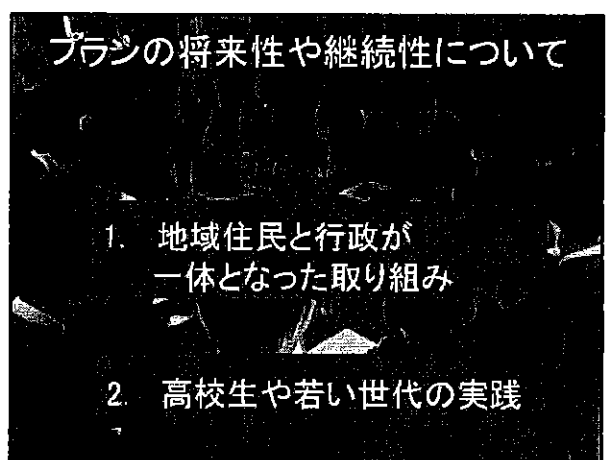 プランの将来性や継続性について
1. 地域住民と行政が
一体となった取り組み
2. 高校生や若い世代の実践